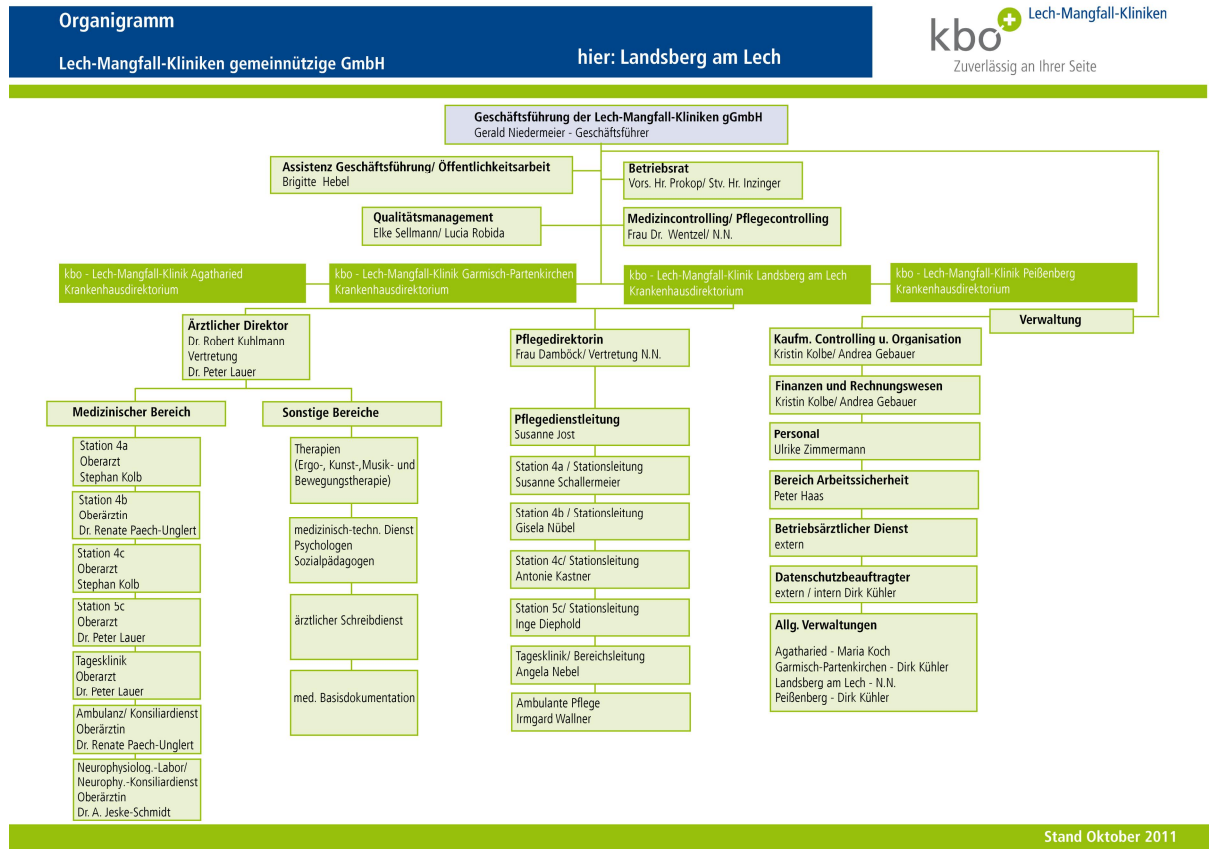 Organigramm
Lech-Mangfall-Kliniken gemeinnützige GmbH
hier: Landsberg am Lech
kbo
Lech-Mangfall-Kliniken
Zuverlässig an Ihrer Seite
Geschäftsführung der Lech-Mangfall-Kliniken gGmbH
Gerald Niedermeier - Geschäftsführer
Assistenz Geschäftsführung/ Öffentlichkeitsarbeit
Brigitte Hebel
Betriebsrat
Vors. Hr. Prokop/ Stv. Hr. Inzinger
Qualitätsmanagement
Elke Sellmann/ Lucia Robida
Medizincontrolling/ Pflegecontrolling
Frau Dr. Wentzel/ N.N.
kbo - Lech-Mangfall-Klinik Agatharied
Krankenhausdirektorium
kbo - Lech-Mangfall-Klinik Garmisch-Partenkirchen
Krankenhausdirektorium
kbo - Lech-Mangfall-Klinik Landsberg am Lech
Krankenhausdirektorium
kbo - Lech-Mangfall-Klinik Peißenberg
Krankenhausdirektorium
Ärztlicher Direktor
Dr. Robert Kuhlmann
Vertretung
Dr. Peter Lauer
Medizinischer Bereich
Station 4a
Oberarzt
Stephan Kolb
Station 4b
Oberärztin
Dr. Renate Paech-Unglert
Station 4c
Oberarzt
Stephan Kolb
Station 5c
Oberarzt
Dr. Peter Lauer
Tagesklinik
Oberarzt
Dr. Peter Lauer
Ambulanz/ Konsiliardienst
Oberärztin
Dr. Renate Paech-Unglert
Neurophysiolog.-Labor/
Neurophy.-Konsiliardienst
Oberärztin
Dr. A. Jeske-Schmidt
Sonstige Bereiche
Therapien
(Ergo-, Kunst-,Musik- und
Bewegungstherapie)
medizinisch-techn. Dienst
Psychologen
Sozialpädagogen
ärztlicher Schreibdienst
med. Basisdokumentation
Pflegedirektorin
Frau Damböck/ Vertretung N.N.
Pflegedienstleitung
Susanne Jost
Station 4a / Stationsleitung
Susanne Schallermeier
Station 4b / Stationsleitung
Gisela Nübel
Station 4c/ Stationsleitung
Antonie Kastner
Station 5c/ Stationsleitung
Inge Diephold
Tagesklinik/ Bereichsleitung
Angela Nebel
Ambulante Pflege
Irmgard Wallner
Verwaltung
Kaufm. Controlling u. Organisation
Kristin Kolbe/ Andrea Gebauer
Finanzen und Rechnungswesen
Kristin Kolbe/ Andrea Gebauer
Personal
Ulrike Zimmermann
Bereich Arbeitssicherheit
Peter Haas
Betriebsärztlicher Dienst
extern
Datenschutzbeauftragter
extern / intern Dirk Kühler
Allg. Verwaltungen
Agatharied - Maria Koch
Garmisch-Partenkirchen - Dirk Kühler
Landsberg am Lech - N.N.
Peißenberg - Dirk Kühler
Stand Oktober 2011